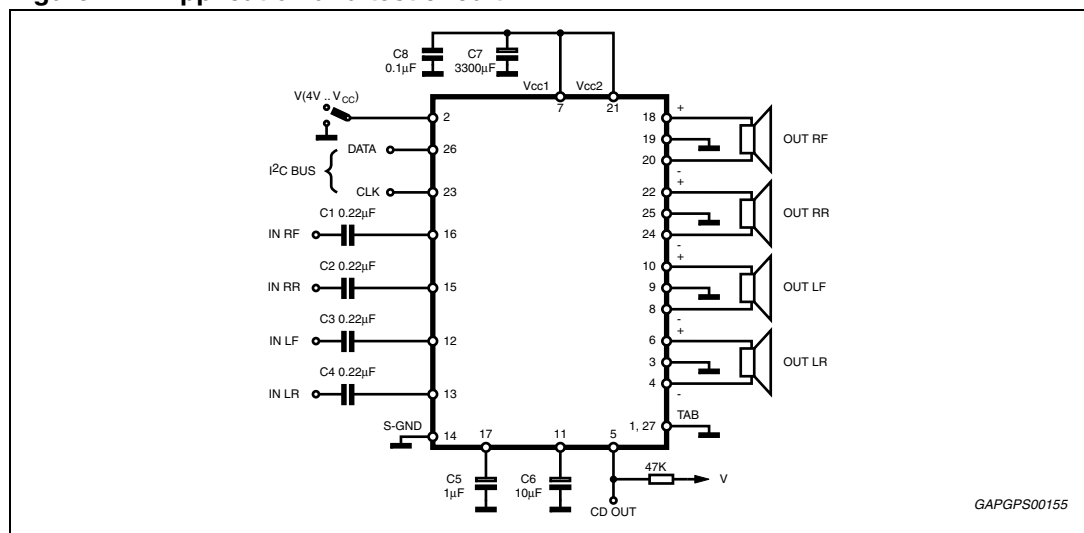 C8
0.1µF
C7
3300µF
Vcc1
Vcc2
7
21
V(4V .. VCC)
2
DATA
26
I2C BUS
CLK
23
C1 0.22µF
IN RF
16
C2 0.22µF
IN RR
15
C3 0.22µF
IN LF
12
C4 0.22µF
IN LR
13
S-GND
14
17
11
5
C5
1µF
C6
10µF
47K
V
CD OUT
18
+
19
20
-
OUT RF
+
22
25
24
-
OUT RR
+
10
9
8
-
OUT LF
+
6
3
4
-
OUT LR
1, 27
TAB
GAPGPS00155